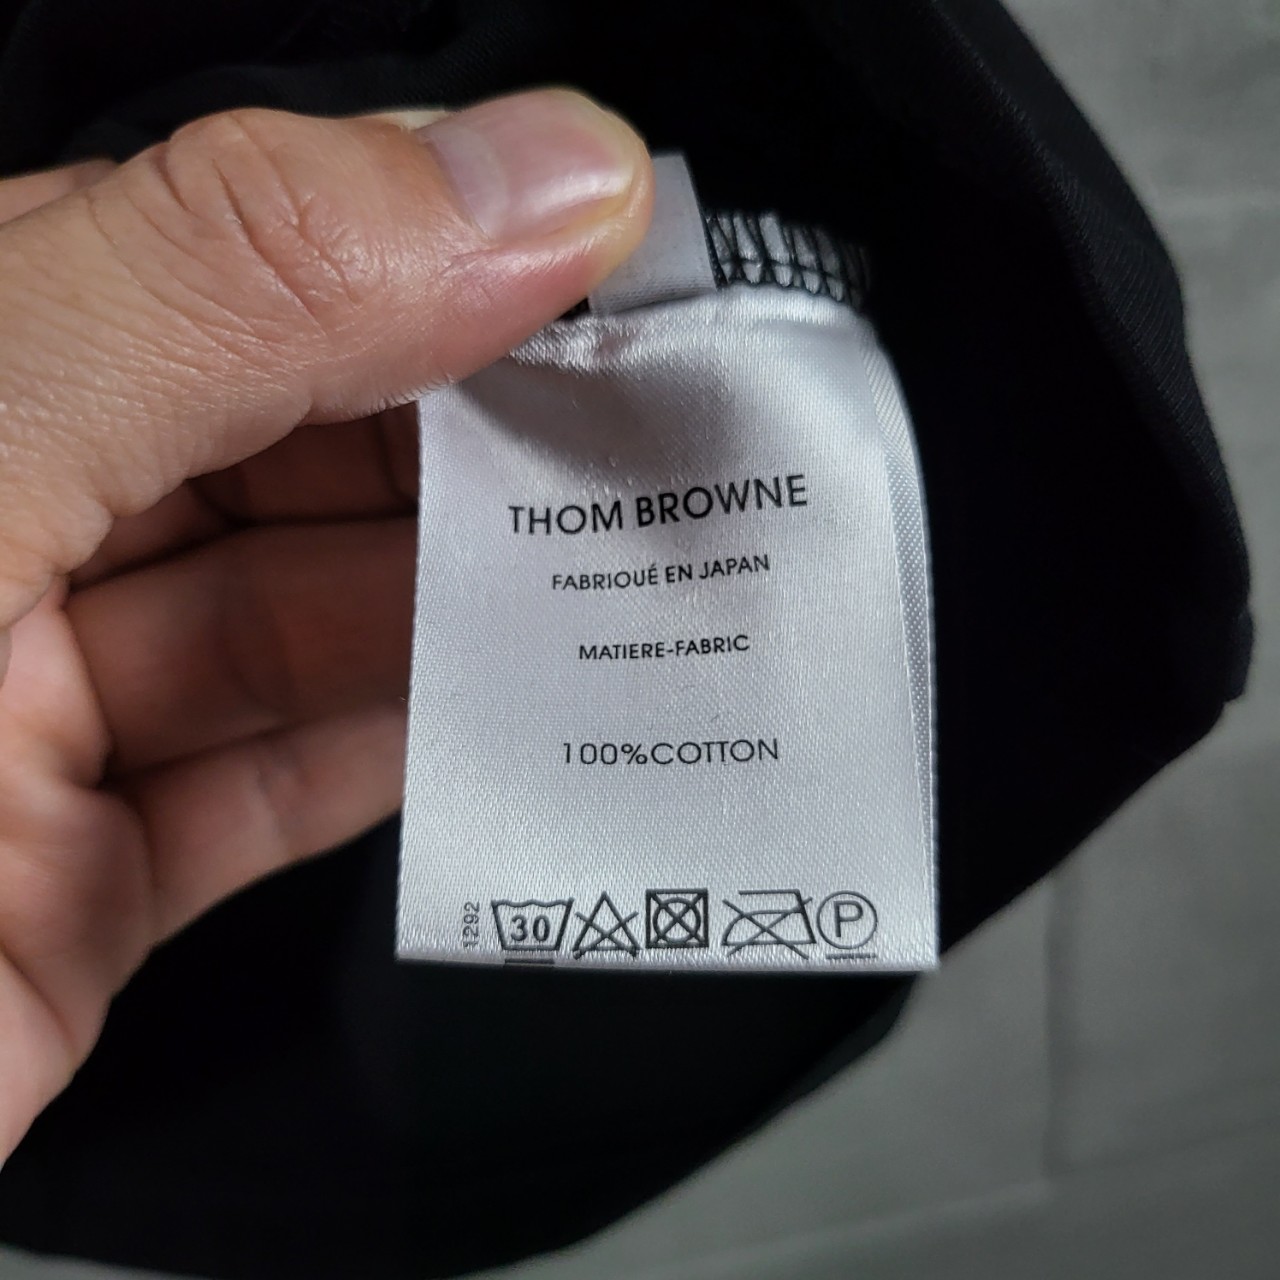 THOM BROWNE
FABRIOUÉ EN JAPAN
MATIERE-FABRIC
100%COTTON
1292
30
P